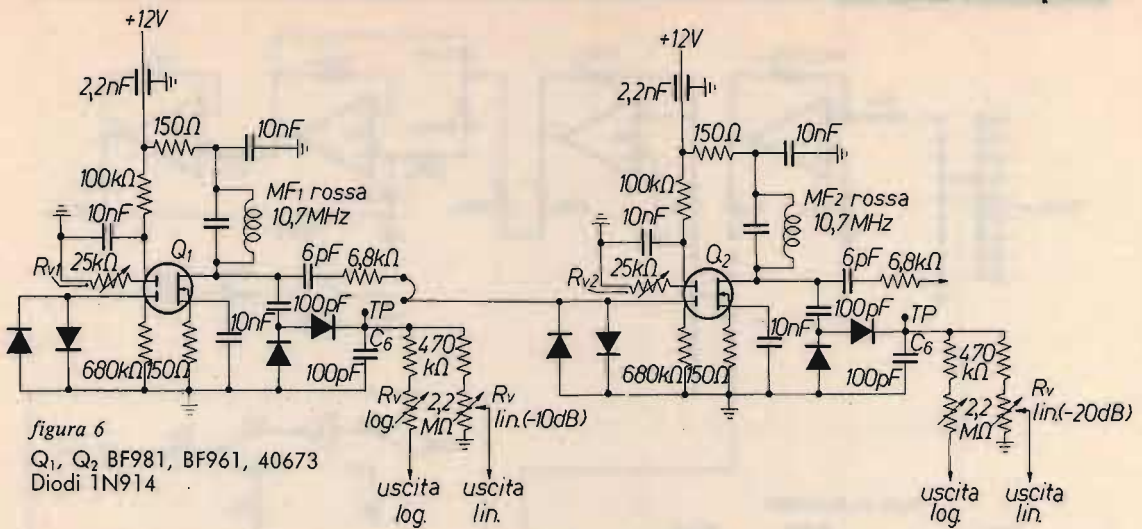 +12V
2,2nF
150Ω
10nF
100kΩ
10nF
MF1 rossa
10,7MHz
25kΩ
Rv1
Q1
6pF
6,8kΩ
100pF
TP
10nF
C6
680kΩ
150Ω
100pF
470
kΩ
Rv
log.
2,2
MΩ
Rv
lin.(-10dB)
uscita
log.
uscita
lin.
+12V
2,2nF
150Ω
10nF
100kΩ
10nF
MF2 rossa
10,7MHz
25kΩ
Rv2
Q2
6pF
6,8kΩ
100pF
TP
10nF
C6
680kΩ
150Ω
100pF
470
kΩ
Rv
log.
2,2
MΩ
Rv
lin.(-20dB)
uscita
log.
uscita
lin.
figura 6
Q1, Q2 BF981, BF961, 40673
Diodi 1N914